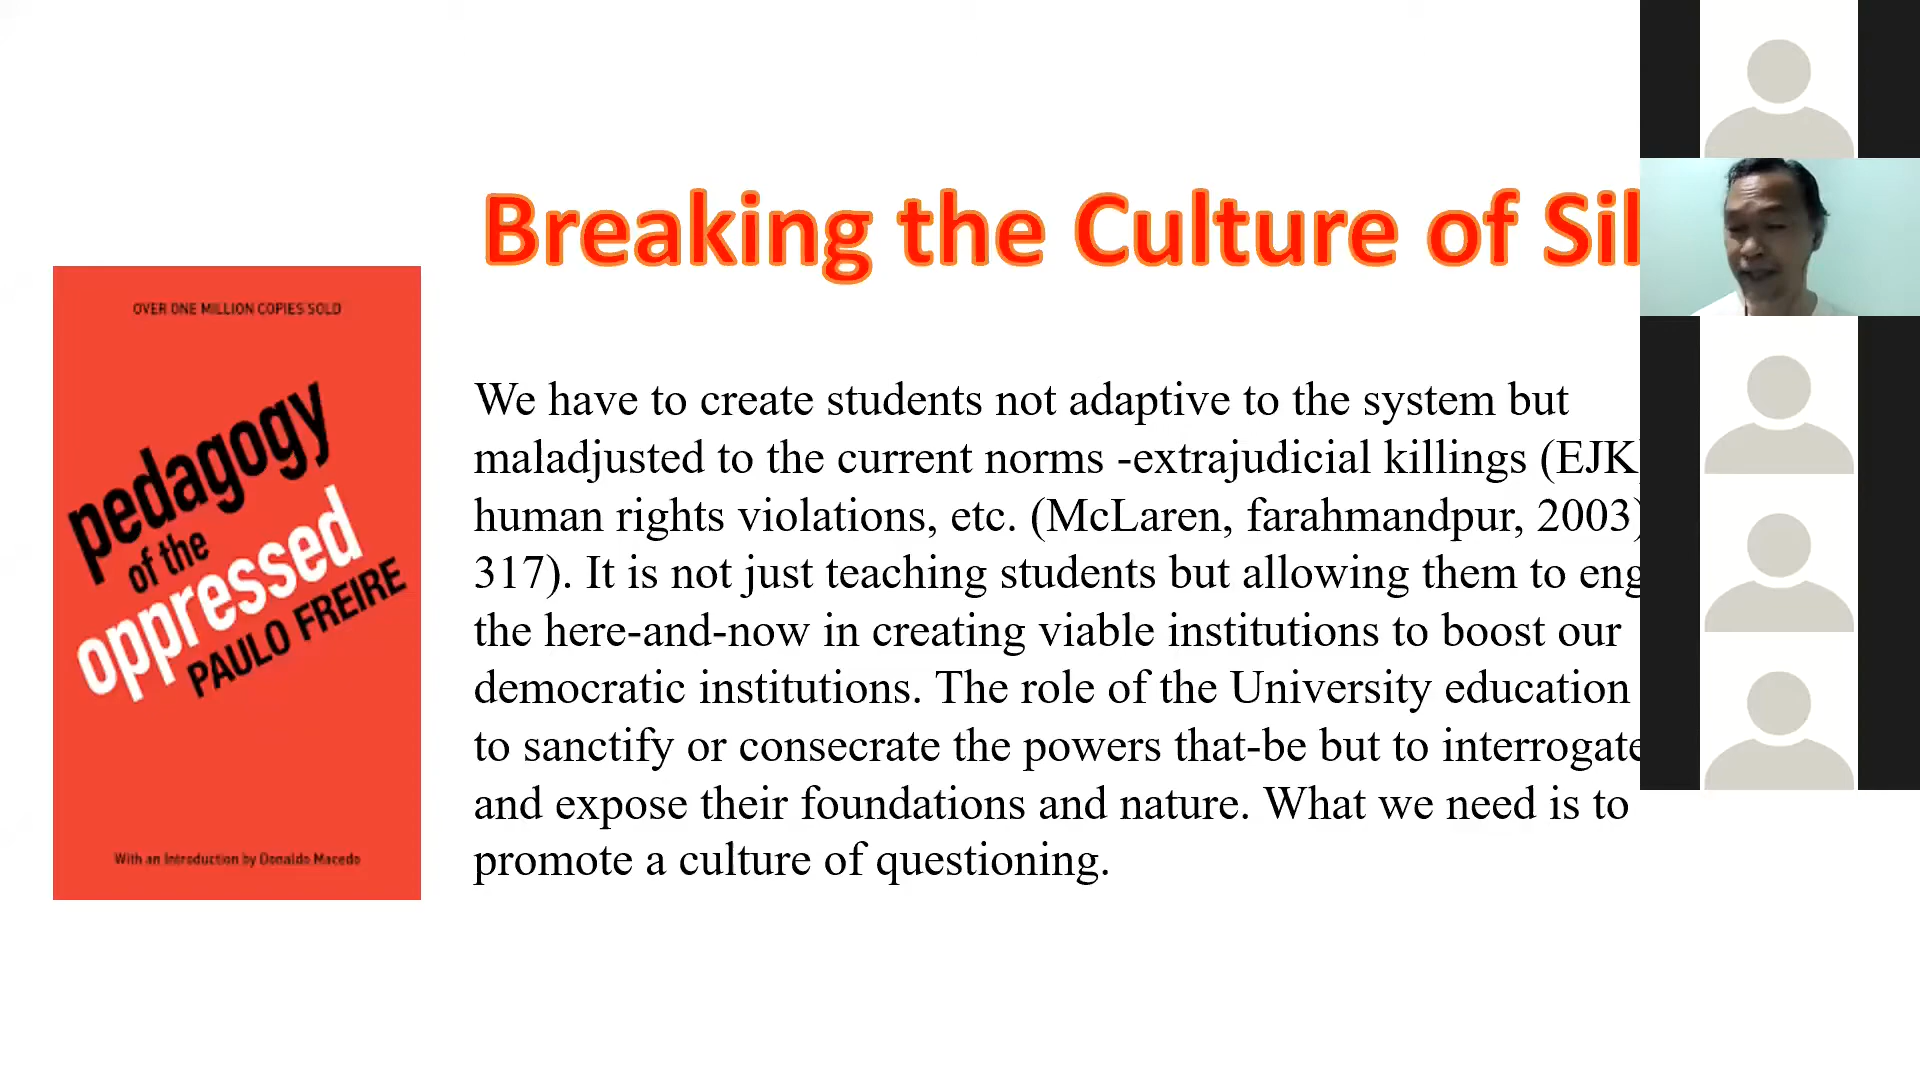 Breaking the Culture of Sil
OVER ONE MILLION COPIES SOLD
pedagogy
of the
oppressed
PAULO FREIRE
With an Introduction by Donaldo Macedo
We have to create students not adaptive to the system but
maladjusted to the current norms -extrajudicial killings (EJK)
human rights violations, etc. (McLaren, farahmandpur, 2003)
317). It is not just teaching students but allowing them to eng
the here-and-now in creating viable institutions to boost our
democratic institutions. The role of the University education
to sanctify or consecrate the powers that-be but to interrogate
and expose their foundations and nature. What we need is to
promote a culture of questioning.